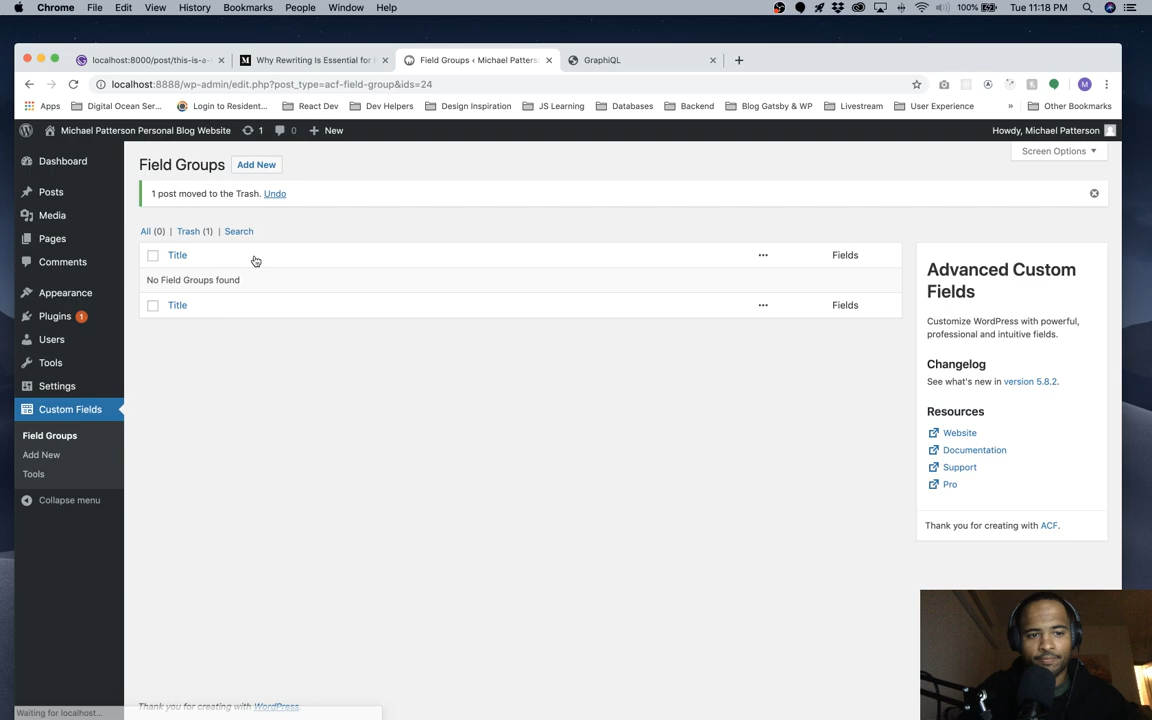 Chrome File Edit View History Bookmarks People Window Help 100% Tue 11:18 PM
localhost:8000/post/this-is-a- Why Rewriting Is Essential for Field Groups ‹ Michael Patterson GraphiQL
localhost:8888/wp-admin/edit.php?post_type=acf-field-group&ids=24
Apps Digital Ocean Ser... Login to Resident... React Dev Dev Helpers Design Inspiration JS Learning Databases Backend Blog Gatsby & WP Livestream User Experience » Other Bookmarks
Michael Patterson Personal Blog Website 1 0 + New Howdy, Michael Patterson
Screen Options
Dashboard
Posts
Media
Pages
Comments
Appearance
Plugins 1
Users
Tools
Settings
Custom Fields
Field Groups
Add New
Tools
Collapse menu
Field Groups Add New
1 post moved to the Trash. Undo
All (0) | Trash (1) | Search
Title ••• Fields
No Field Groups found
Title ••• Fields
Advanced Custom
Fields
Customize WordPress with powerful,
professional and intuitive fields.
Changelog
See what's new in version 5.8.2.
Resources
Website
Documentation
Support
Pro
Thank you for creating with ACF.
Thank you for creating with WordPress.
Waiting for localhost...